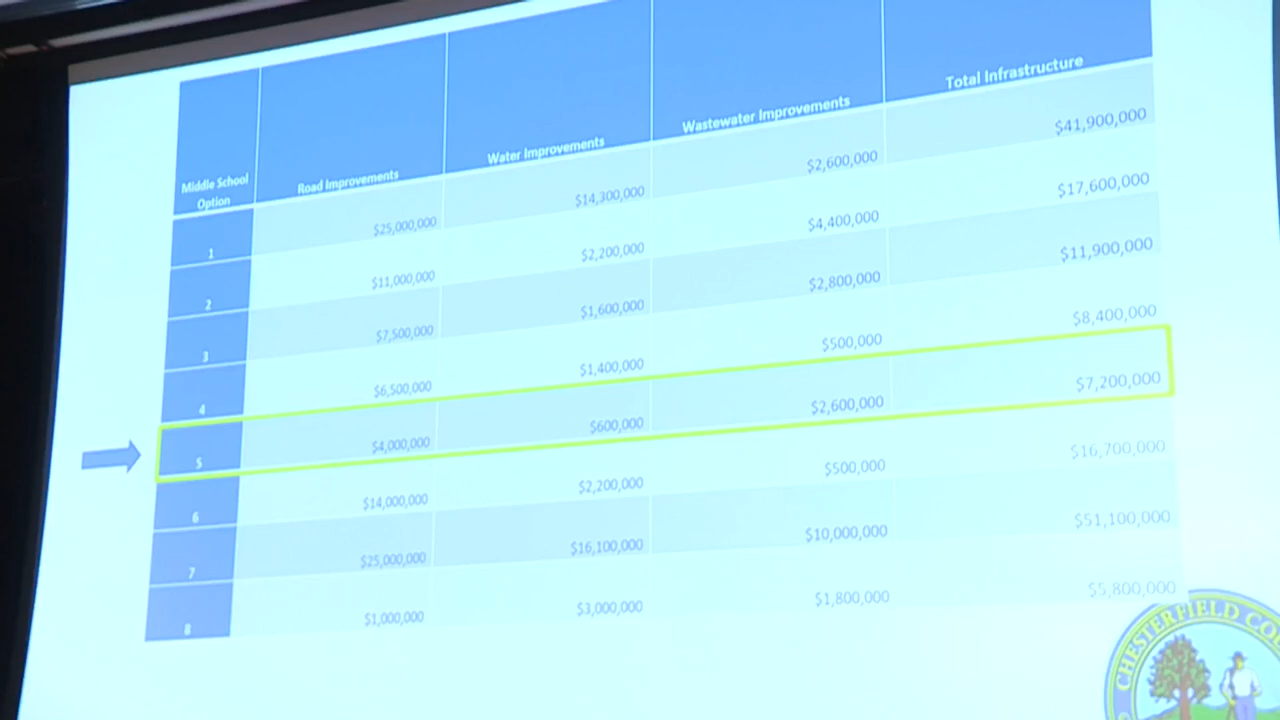 Middle School Option Road Improvements Water Improvements Wastewater Improvements Total Infrastructure
1 $25,000,000 $14,300,000 $2,600,000 $41,900,000
2 $11,000,000 $2,200,000 $4,400,000 $17,600,000
3 $7,500,000 $1,600,000 $2,800,000 $11,900,000
4 $6,500,000 $1,400,000 $500,000 $8,400,000
5 $4,000,000 $600,000 $2,600,000 $7,200,000
6 $14,000,000 $2,200,000 $500,000 $16,700,000
7 $25,000,000 $16,100,000 $10,000,000 $51,100,000
8 $1,000,000 $3,000,000 $1,800,000 $5,800,000
CHESTERFIELD